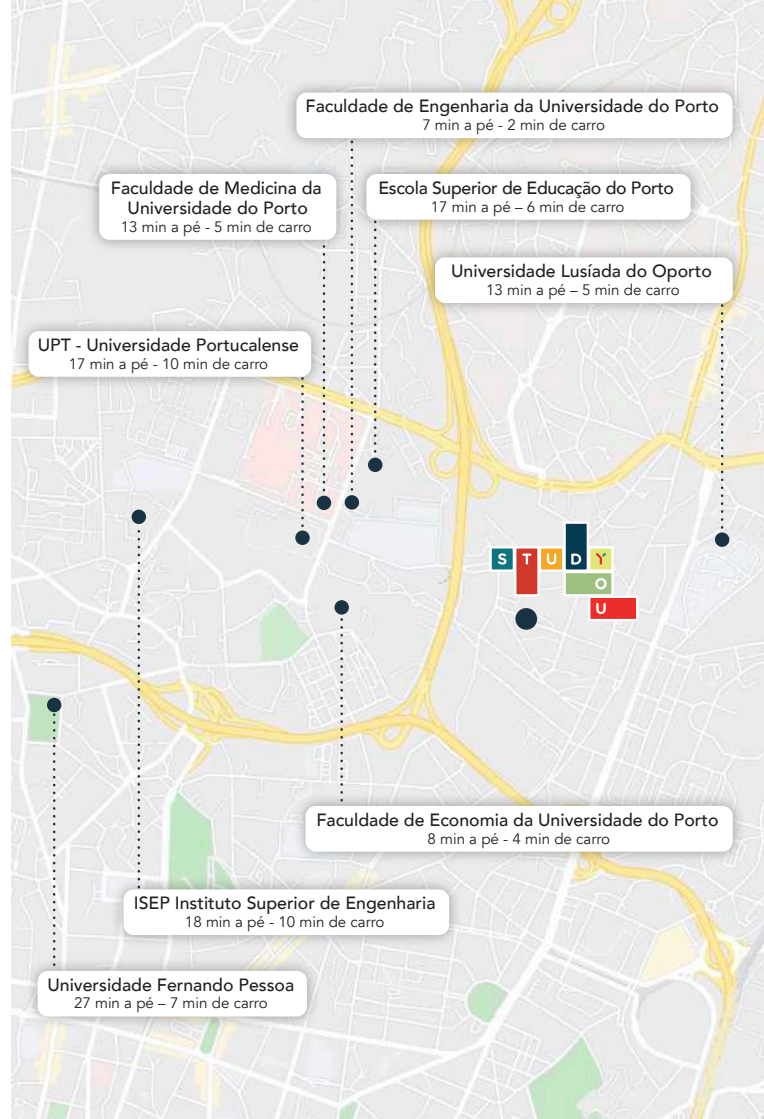 Faculdade de Engenharia da Universidade do Porto
7 min a pé - 2 min de carro
Faculdade de Medicina da
Universidade do Porto
13 min a pé - 5 min de carro
Escola Superior de Educação do Porto
17 min a pé – 6 min de carro
Universidade Lusíada do Oporto
13 min a pé – 5 min de carro
UPT - Universidade Portucalense
17 min a pé - 10 min de carro
STUDY
O
U
Faculdade de Economia da Universidade do Porto
8 min a pé - 4 min de carro
ISEP Instituto Superior de Engenharia
18 min a pé - 10 min de carro
Universidade Fernando Pessoa
27 min a pé – 7 min de carro